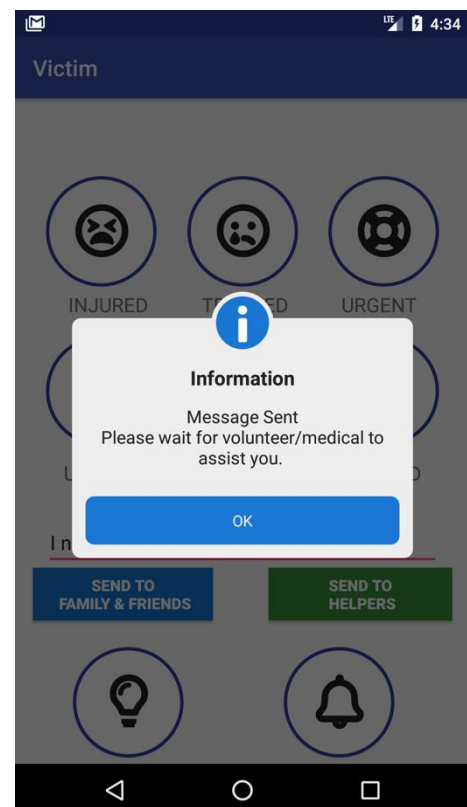 LTE 4:34
Victim
INJURED URGENT
Information
Message Sent
Please wait for volunteer/medical to
assist you.
OK
I n
SEND TO
FAMILY & FRIENDS
SEND TO
HELPERS